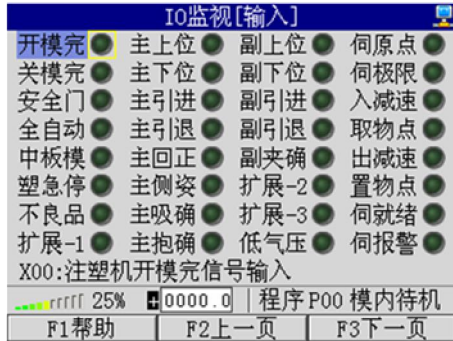 IO监视[输入]
开模完 主上位 副上位 伺原点
关模完 主下位 副下位 伺极限
安全门 主引进 副引进 入减速
全自动 主引退 副引退 取物点
中板模 主回正 副夹确 出减速
塑急停 主侧姿 扩展-2 置物点
不良品 主吸确 扩展-3 伺就绪
扩展-1 主抱确 低气压 伺报警
X00:注塑机开模完信号输入
25% 0000.0 程序P00 模内待机
F1帮助 F2上一页 F3下一页